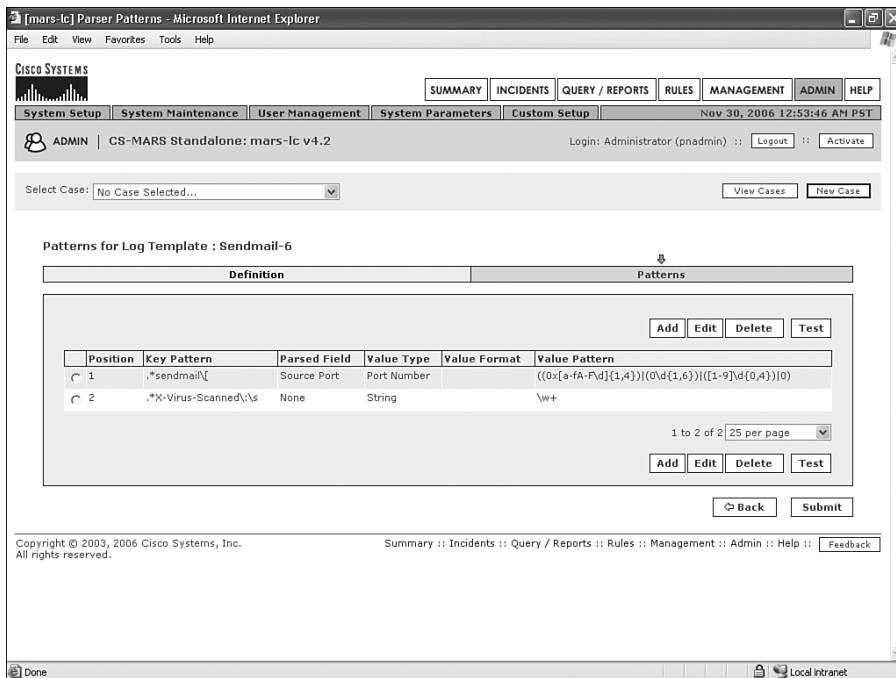 [mars-lc] Parser Patterns - Microsoft Internet Explorer
File Edit View Favorites Tools Help
CISCO SYSTEMS
SUMMARY INCIDENTS QUERY / REPORTS RULES MANAGEMENT ADMIN HELP
System Setup System Maintenance User Management System Parameters Custom Setup Nov 30, 2006 12:53:46 AM PST
ADMIN | CS-MARS Standalone: mars-lc v4.2 Login: Administrator (pnadmin) :: Logout :: Activate
Select Case: No Case Selected... View Cases New Case
Patterns for Log Template : Sendmail-6
Definition Patterns
Add Edit Delete Test
Position Key Pattern Parsed Field Value Type Value Format Value Pattern
1 .*sendmail\[ Source Port Port Number ((0x[a-fA-F\d]{1,4})|(0\d{1,6})|([1-9]\d{0,4})|0)
2 .*X-Virus-Scanned\:\s None String \w+
1 to 2 of 2 25 per page
Add Edit Delete Test
Back Submit
Copyright © 2003, 2006 Cisco Systems, Inc.
All rights reserved.
Summary :: Incidents :: Query / Reports :: Rules :: Management :: Admin :: Help :: Feedback
Done Local intranet